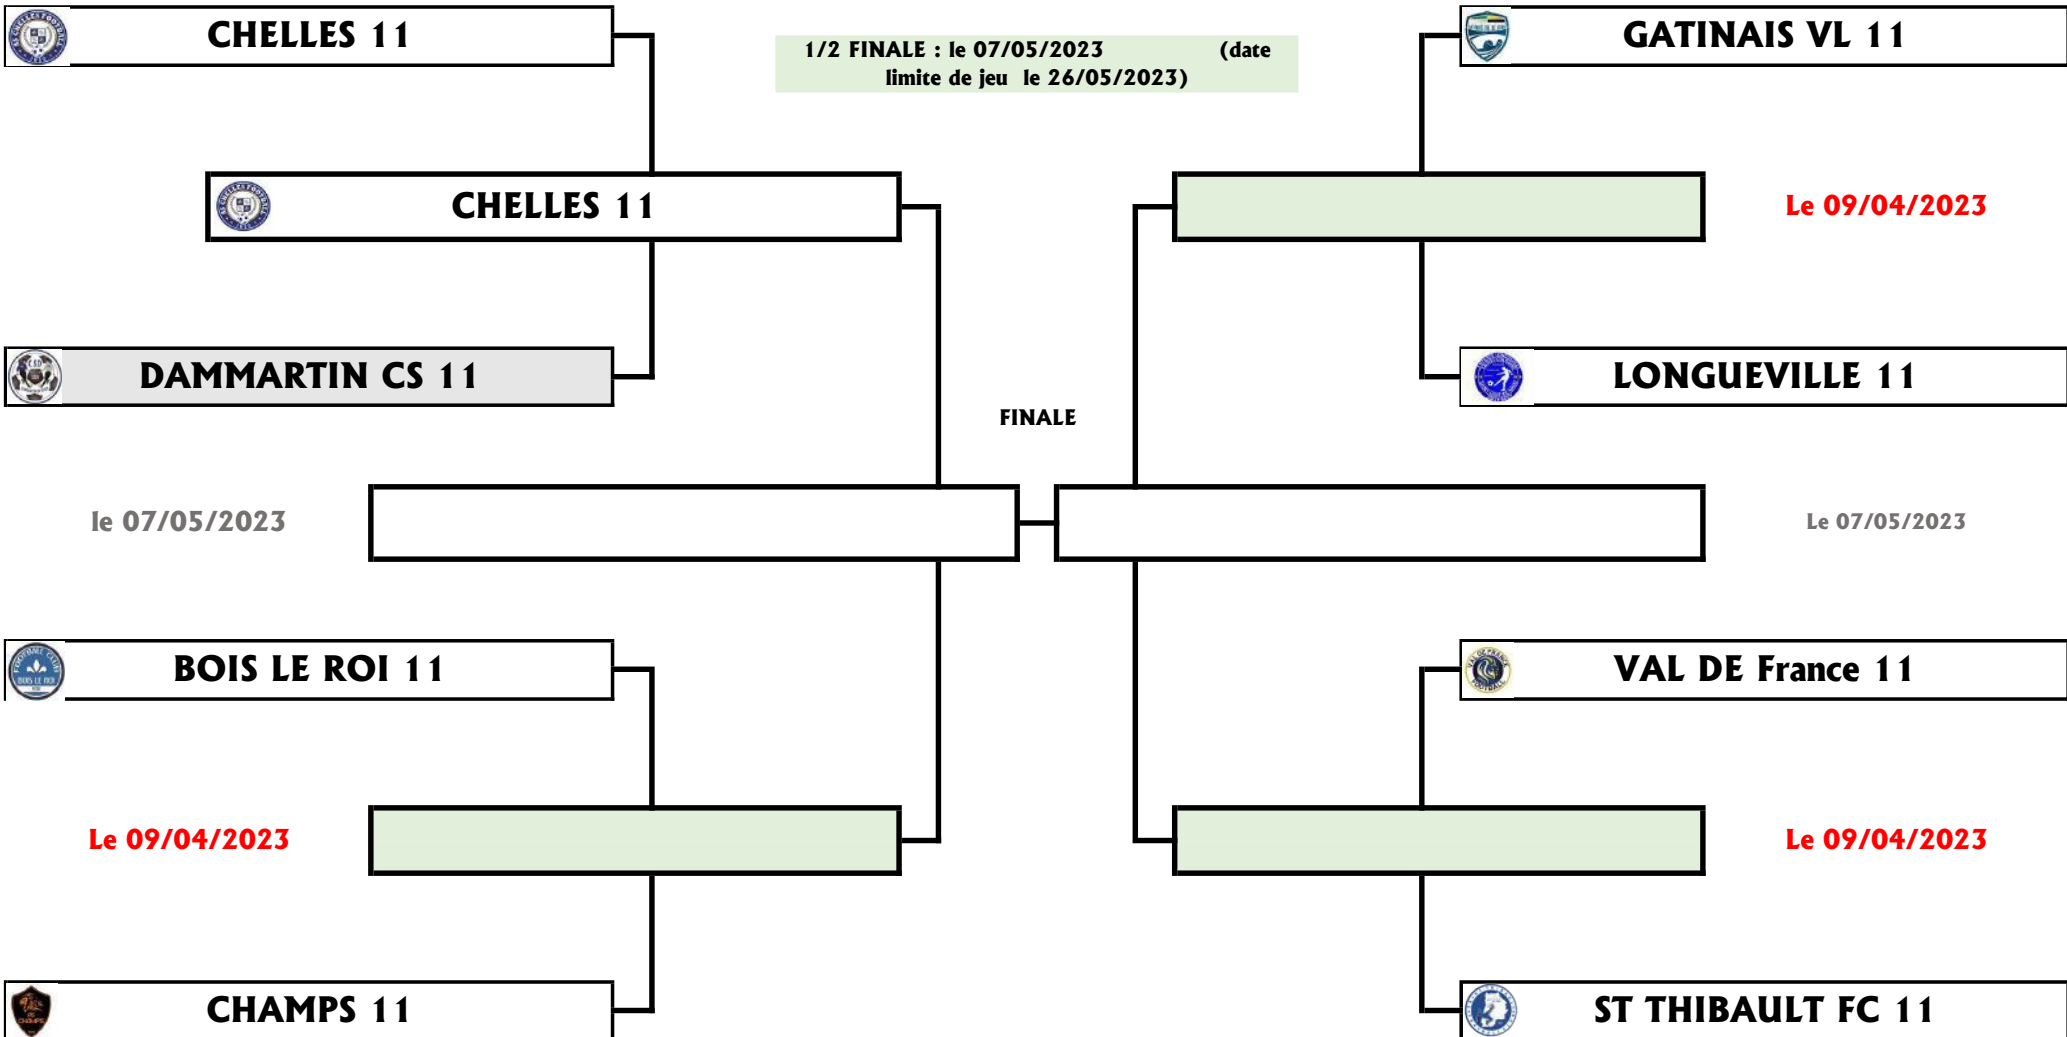 CHELLES 11
1/2 FINALE : le 07/05/2023 (date
limite de jeu le 26/05/2023)
GATINAIS VL 11
CHELLES 11
Le 09/04/2023
DAMMARTIN CS 11
LONGUEVILLE 11
FINALE
le 07/05/2023
Le 07/05/2023
BOIS LE ROI 11
VAL DE France 11
Le 09/04/2023
Le 09/04/2023
CHAMPS 11
ST THIBAULT FC 11